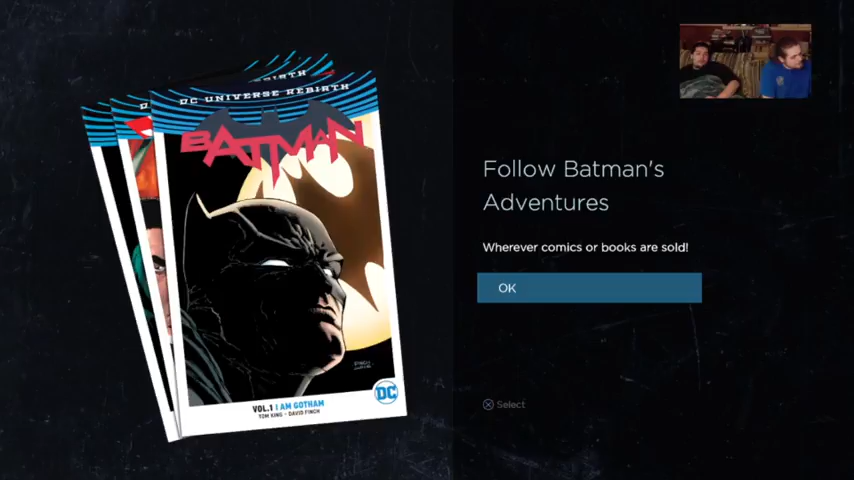 RIRTH
DC UNIVERSE REBIRTH
BATMAN
DC
VOL.1 I AM GOTHAM
TOM KING - DAVID FINCH
Follow Batman's
Adventures
Wherever comics or books are sold!
OK
Select